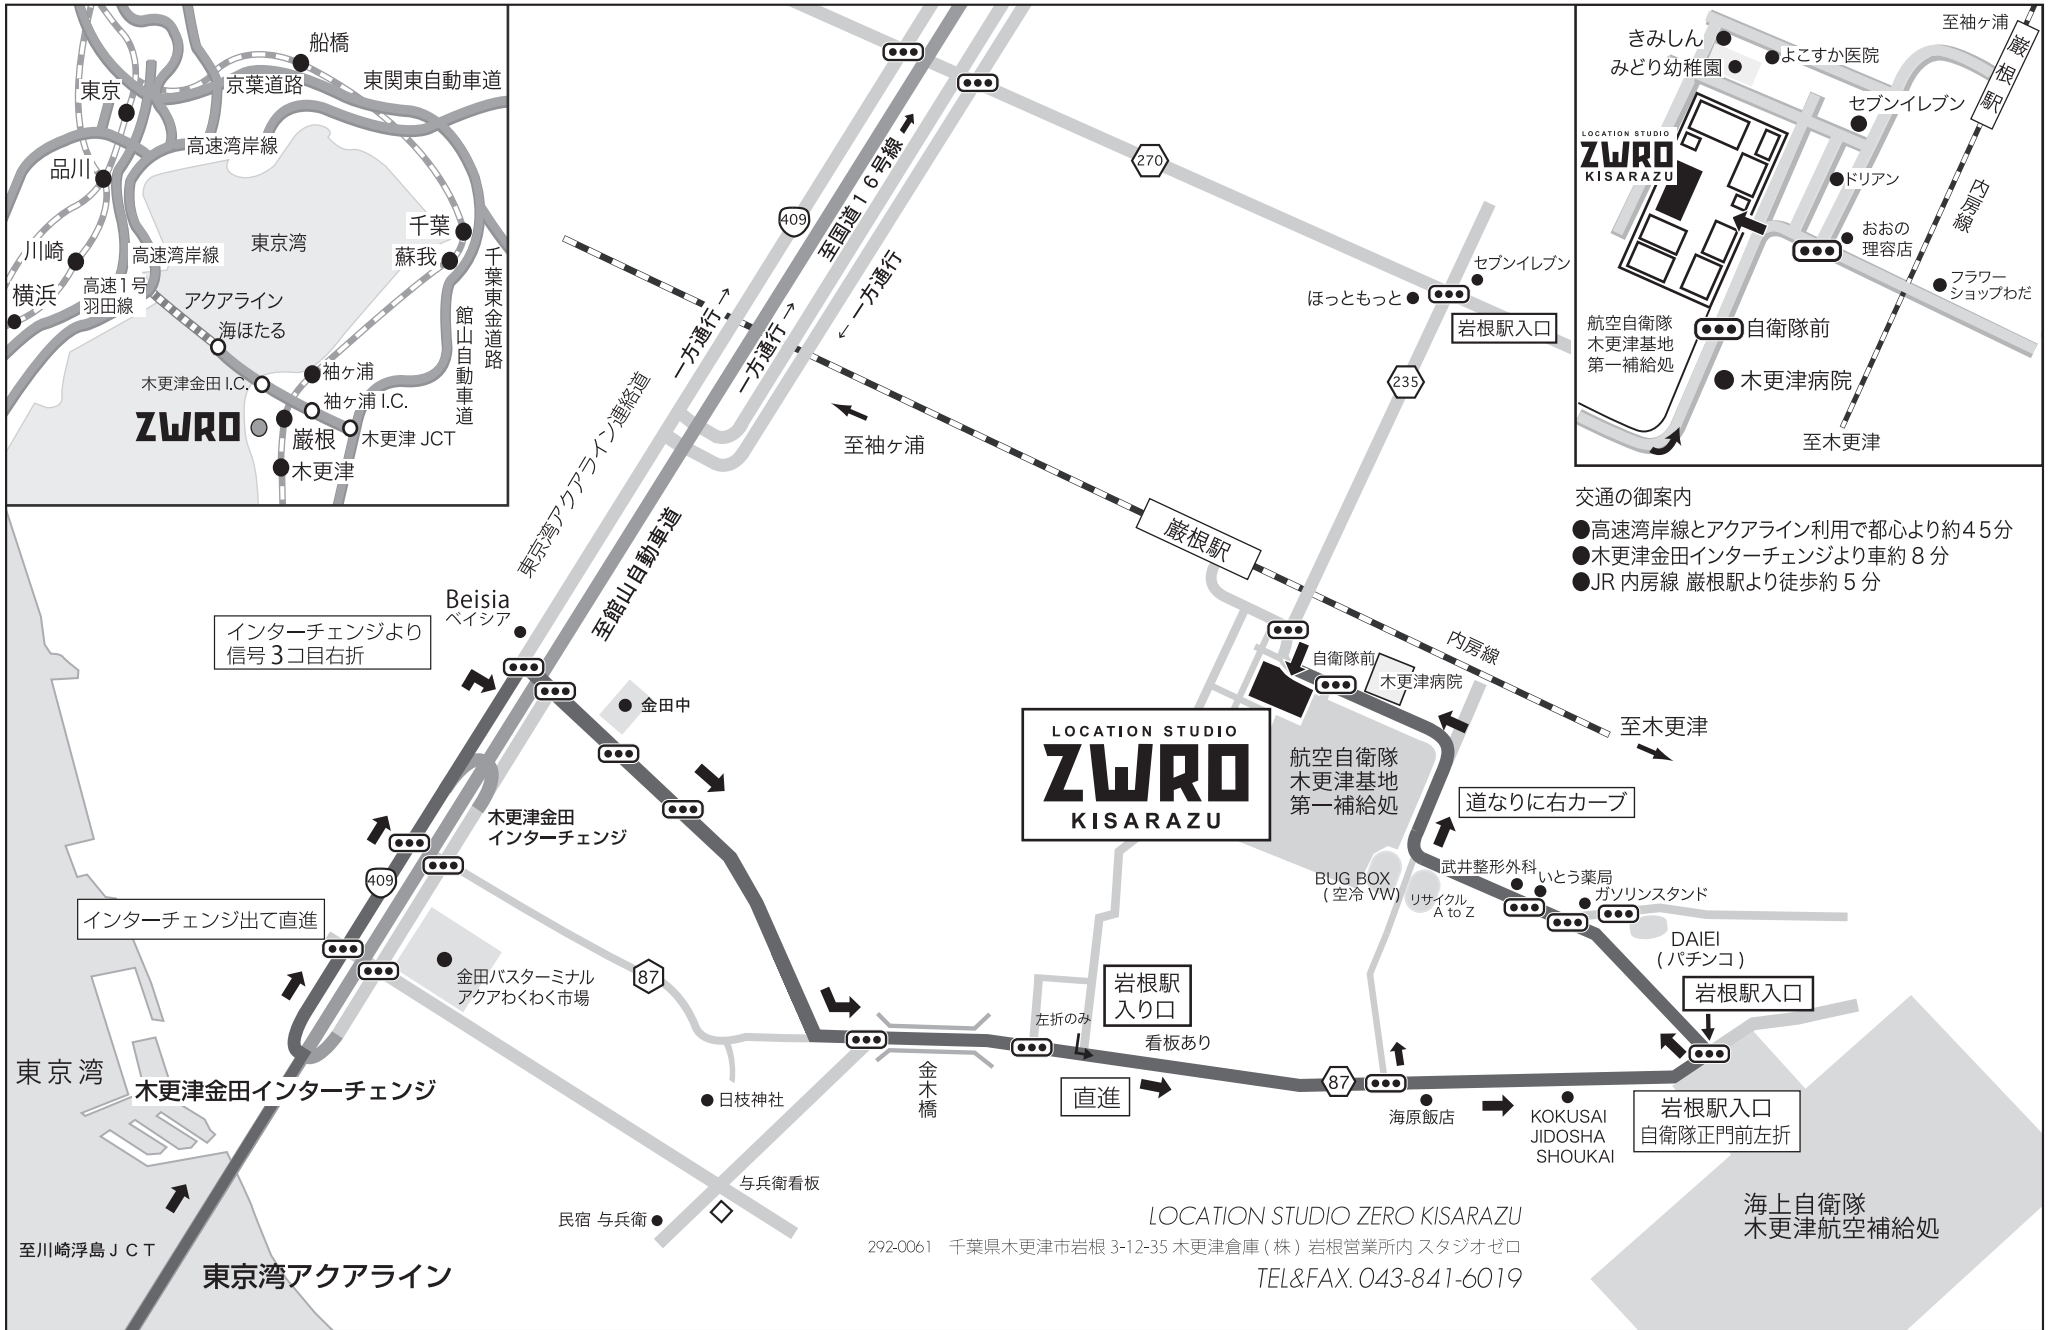 船橋
京葉道路
東関東自動車道
東京
高速湾岸線
品川
東京湾
千葉
蘇我
川崎
高速湾岸線
横浜
高速1号
羽田線
アクアライン
海ほたる
千葉東金道路
館山自動車道
木更津金田 I.C.
袖ヶ浦
袖ヶ浦 I.C.
ZWRO
巌根
木更津 JCT
木更津
至国道16号線
409
一方通行
一方通行
一方通行
東京湾アクアライン連絡道
至館山自動車道
270
セブンイレブン
ほっともっと
岩根駅入口
235
至袖ヶ浦
巌根駅
内房線
至木更津
至袖ヶ浦
巌根駅
きみしん
みどり幼稚園
よこすか医院
セブンイレブン
LOCATION STUDIO
ZWRO
KISARAZU
ドリアン
内房線
おおの
理容店
フラワー
ショップわだ
航空自衛隊
木更津基地
第一補給処
自衛隊前
木更津病院
至木更津
交通の御案内
●高速湾岸線とアクアライン利用で都心より約45分
●木更津金田インターチェンジより車約8分
●JR 内房線 巌根駅より徒歩約5分
Beisia
ベイシア
インターチェンジより
信号3コ目右折
金田中
自衛隊前
木更津病院
LOCATION STUDIO
ZWRO
KISARAZU
航空自衛隊
木更津基地
第一補給処
道なりに右カーブ
木更津金田
インターチェンジ
409
インターチェンジ出て直進
金田バスターミナル
アクアわくわく市場
87
BUG BOX
(空冷 VW)
リサイクル
A to Z
武井整形外科
いとう薬局
ガソリンスタンド
DAIEI
(パチンコ)
岩根駅入口
岩根駅
入り口
左折のみ
看板あり
東京湾
木更津金田インターチェンジ
日枝神社
金木橋
直進
87
海原飯店
KOKUSAI
JIDOSHA
SHOUKAI
岩根駅入口
自衛隊正門前左折
与兵衛看板
民宿 与兵衛
海上自衛隊
木更津航空補給処
至川崎浮島JCT
東京湾アクアライン
LOCATION STUDIO ZERO KISARAZU
292-0061 千葉県木更津市岩根 3-12-35 木更津倉庫(株)岩根営業所内 スタジオゼロ
TEL&FAX. 043-841-6019